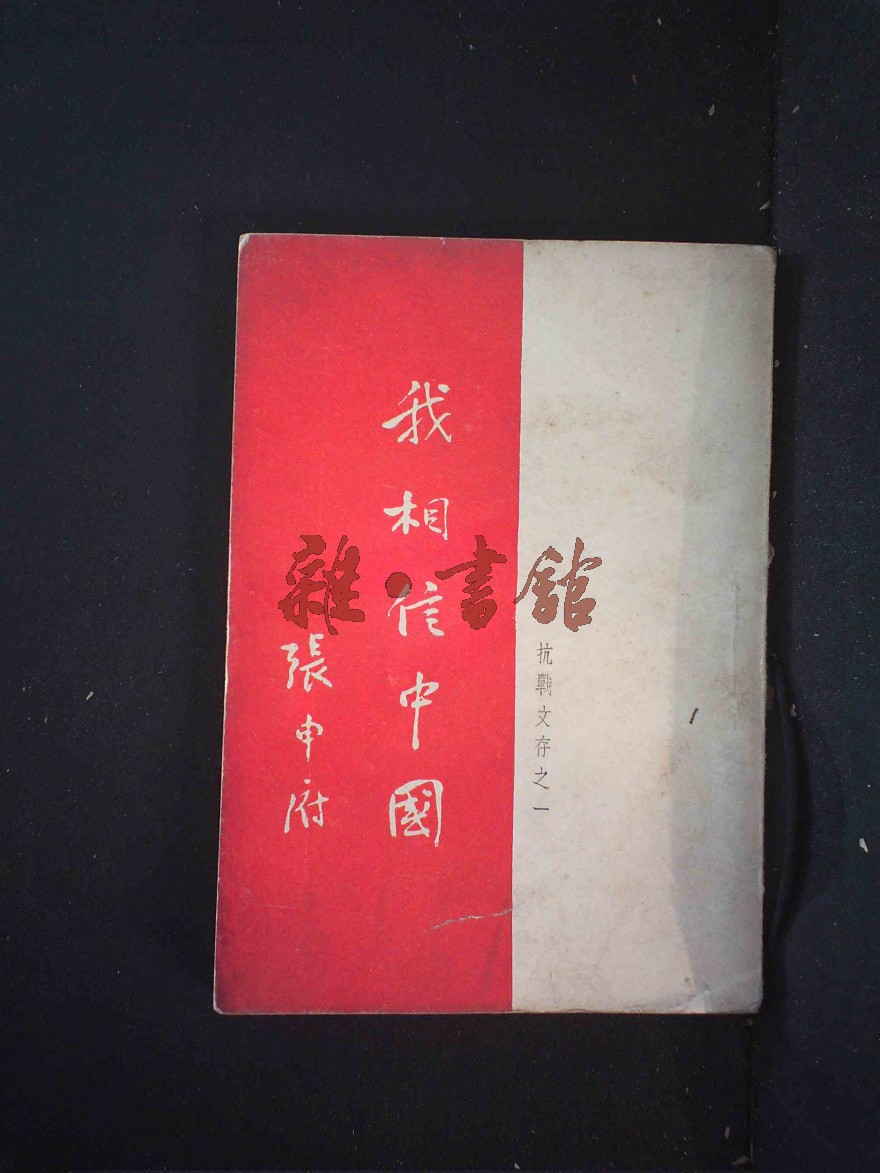 抗戰文存之一
我相信中國
張申府
雜·書館